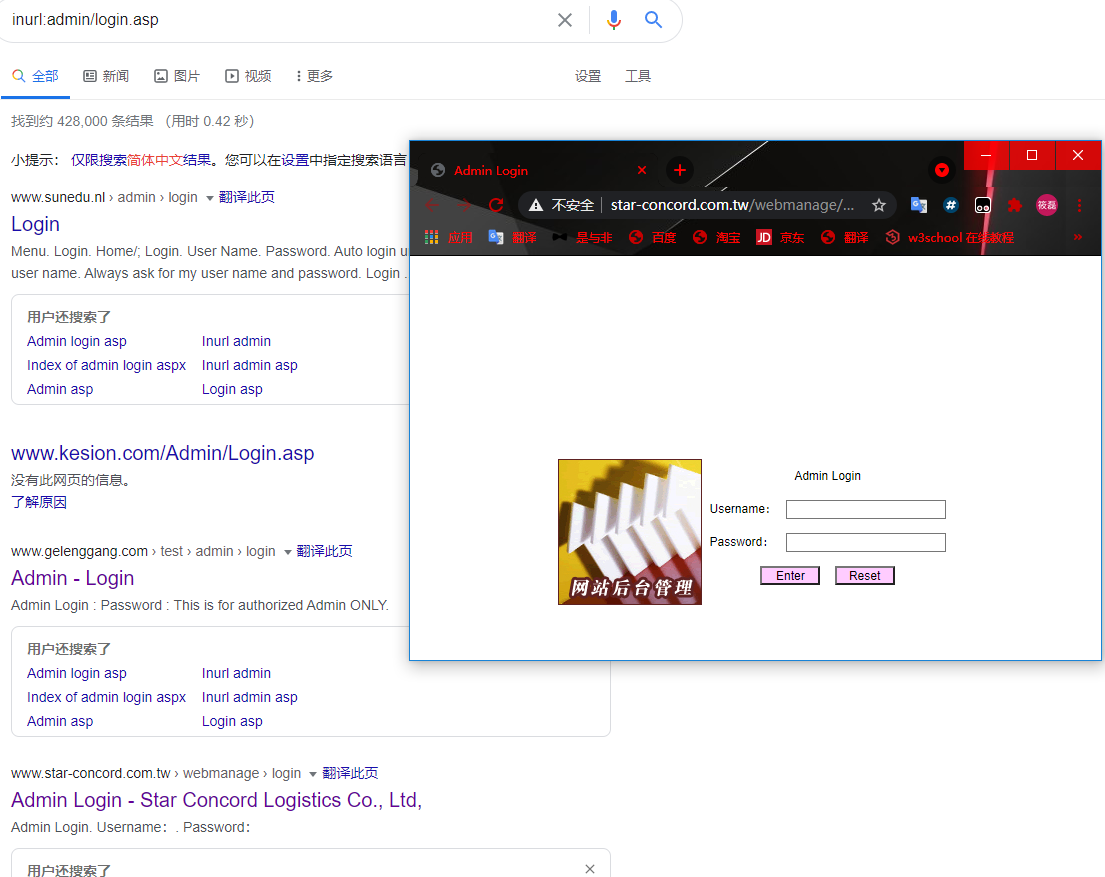 inurl:admin/login.asp
全部 新闻 图片 视频 更多 设置 工具
找到约 428,000 条结果 （用时 0.42 秒）
小提示： 仅限搜索简体中文结果。您可以在设置中指定搜索语言
www.sunedu.nl › admin › login 翻译此页
Login
Menu. Login. Home/; Login. User Name. Password. Auto login
user name. Always ask for my user name and password. Login .
用户还搜索了
Admin login asp Inurl admin
Index of admin login aspx Inurl admin asp
Admin asp Login asp
www.kesion.com/Admin/Login.asp
没有此网页的信息。
了解原因
www.gelenggang.com › test › admin › login 翻译此页
Admin - Login
Admin Login : Password : This is for authorized Admin ONLY.
用户还搜索了
Admin login asp Inurl admin
Index of admin login aspx Inurl admin asp
Admin asp Login asp
www.star-concord.com.tw › webmanage › login 翻译此页
Admin Login - Star Concord Logistics Co., Ltd,
Admin Login. Username：. Password：
用户还搜索了
Admin Login
不安全 star-concord.com.tw/webmanage/... # 依磊
应用 翻译 是与非 百度 淘宝 JD 京东 翻译 w3school 在线教程 »
Admin Login
Username：
Password：
Enter Reset
网站后台管理